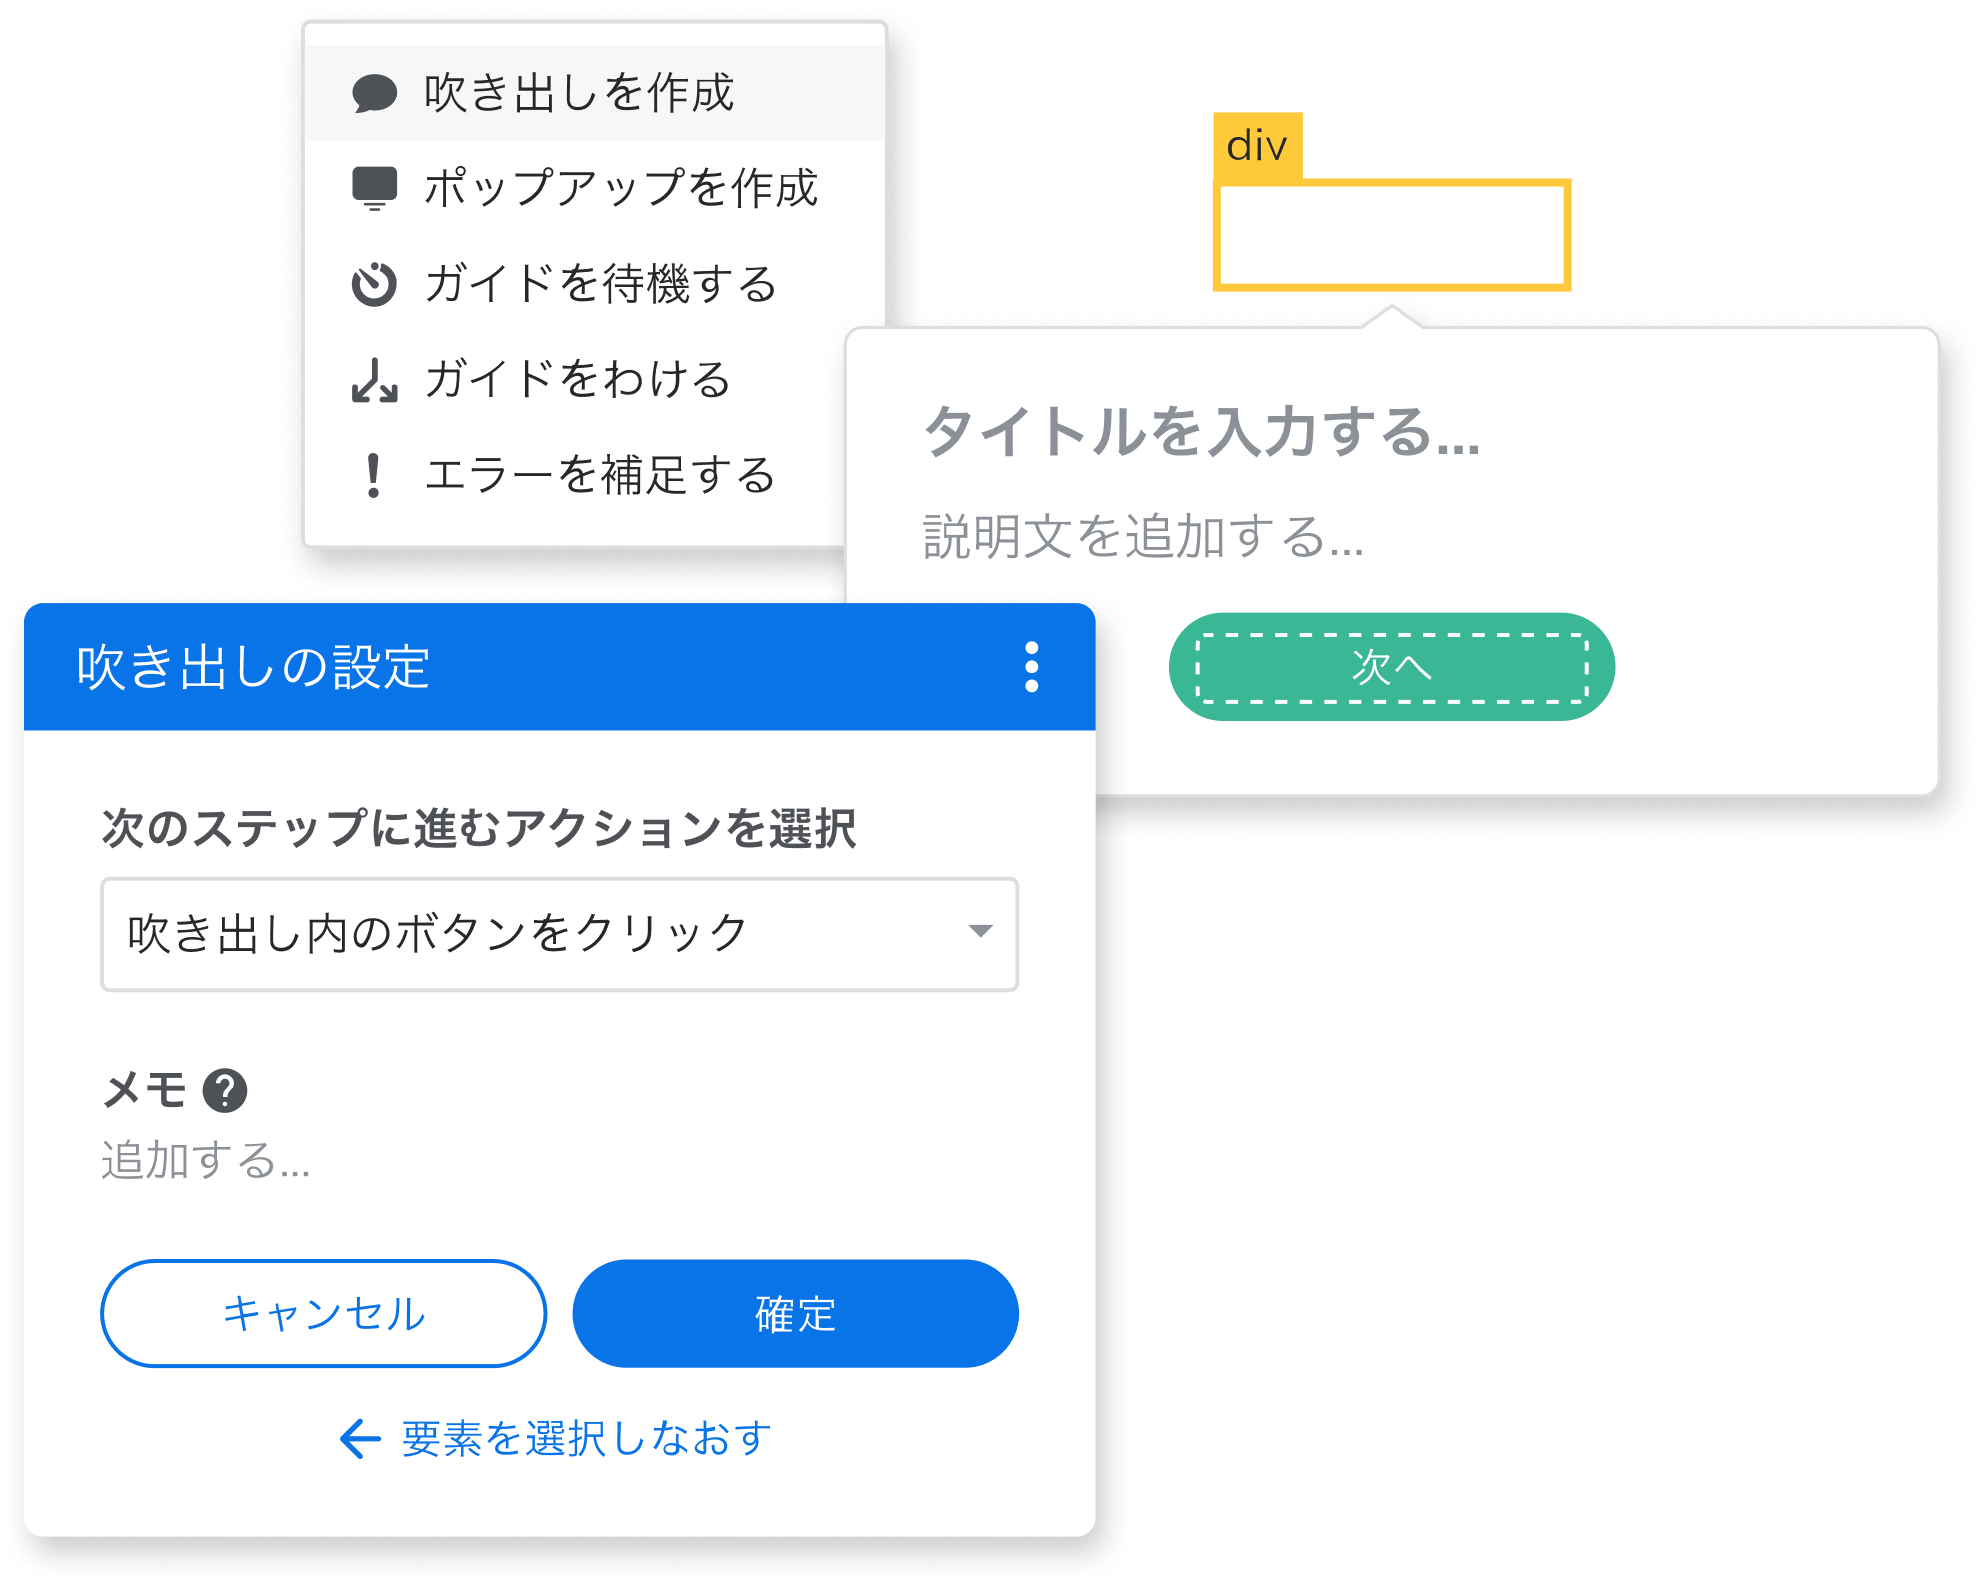 吹き出しを作成
ポップアップを作成
ガイドを待機する
ガイドをわける
エラーを補足する
div
タイトルを入力する...
説明文を追加する...
次へ
吹き出しの設定
次のステップに進むアクションを選択
吹き出し内のボタンをクリック
メモ ?
追加する...
キャンセル
確定
要素を選択しなおす